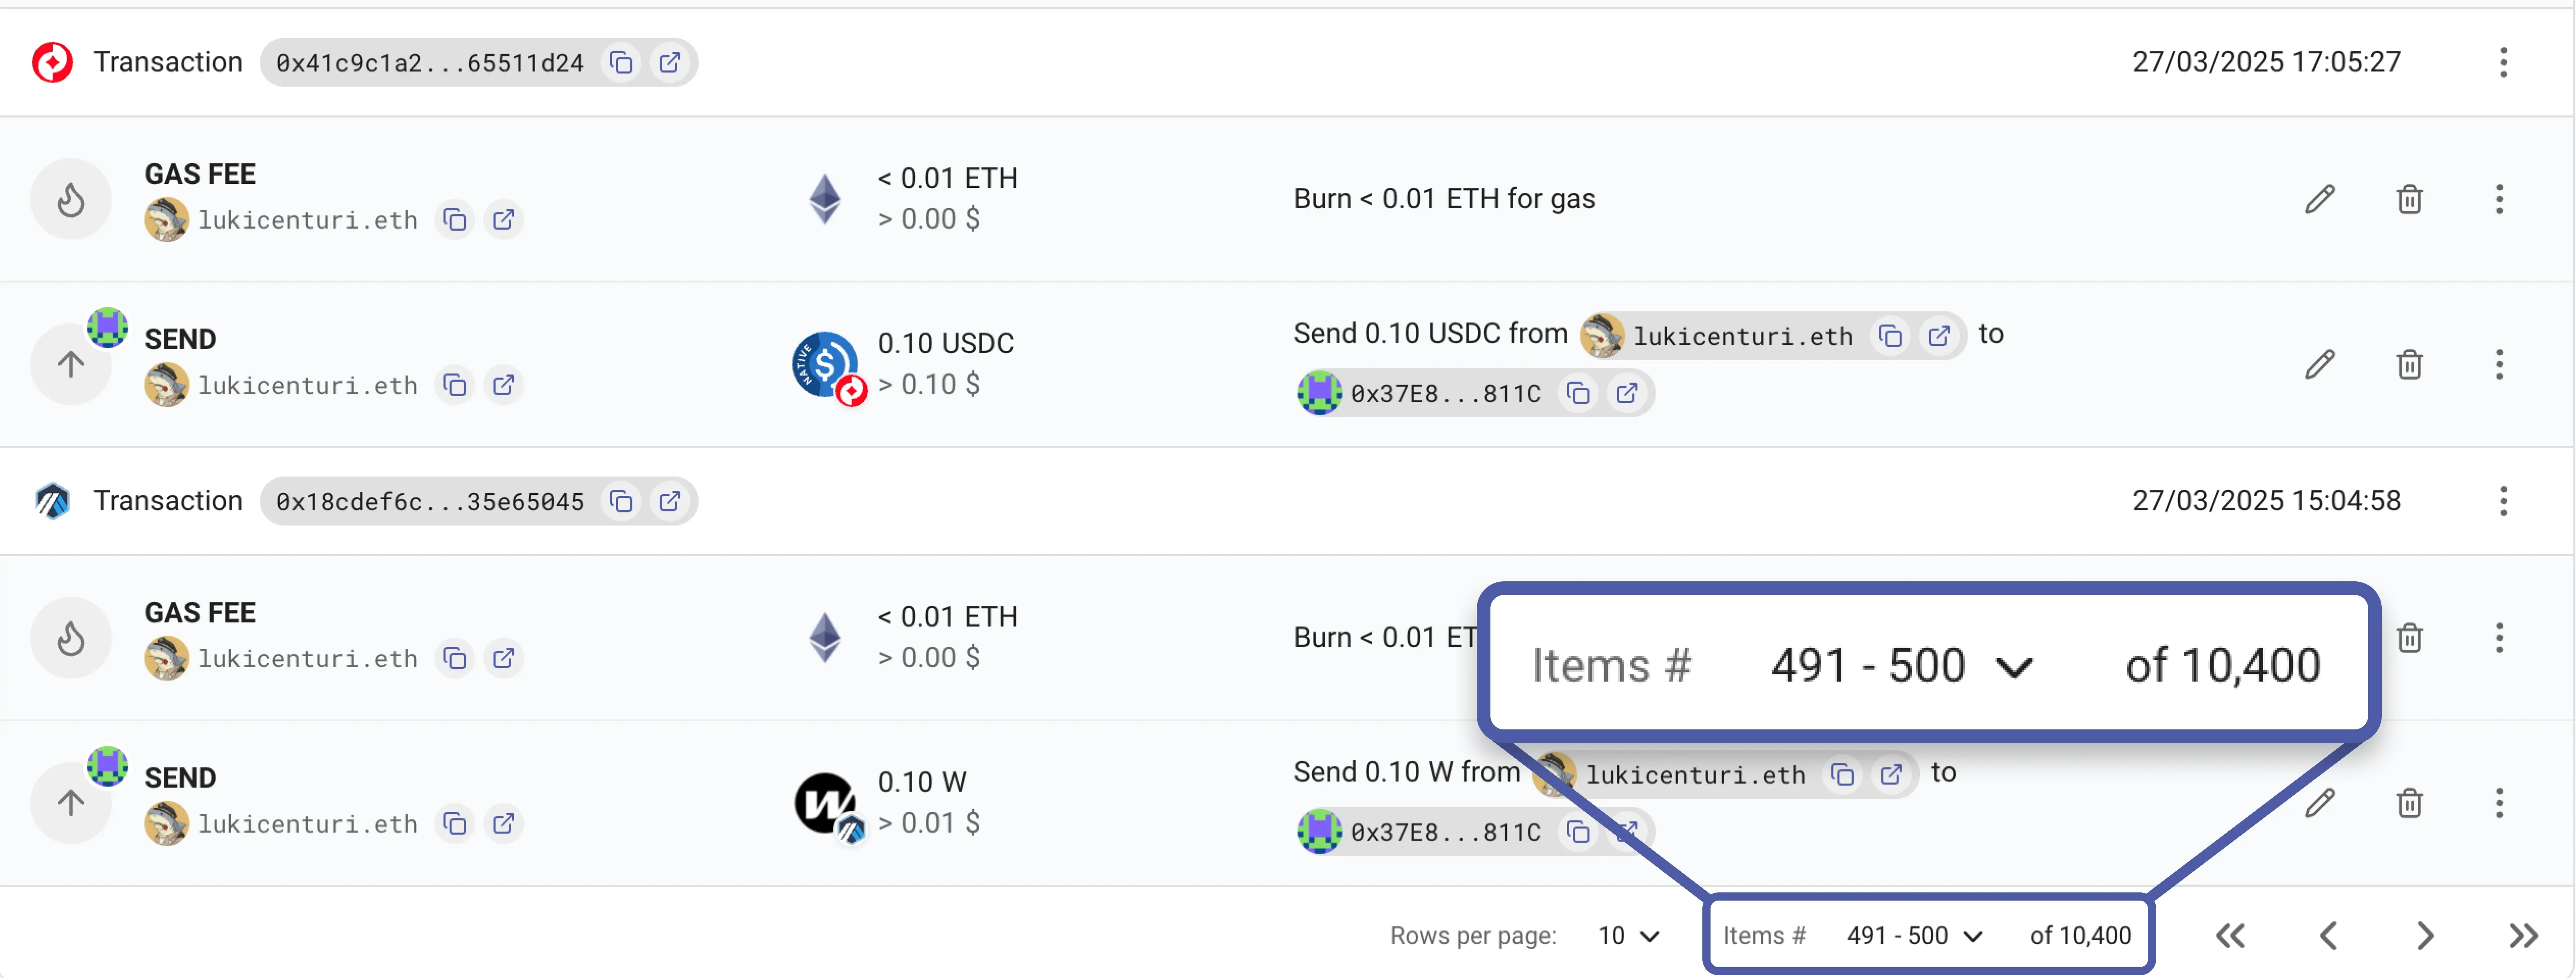 Transaction 0x41c9c1a2...65511d24 27/03/2025 17:05:27
GAS FEE
lukicenturi.eth
< 0.01 ETH
> 0.00 $
Burn < 0.01 ETH for gas
SEND
lukicenturi.eth
NATIVE
0.10 USDC
> 0.10 $
Send 0.10 USDC from lukicenturi.eth to
0x37E8...811C
Transaction 0x18cdef6c...35e65045 27/03/2025 15:04:58
GAS FEE
lukicenturi.eth
< 0.01 ETH
> 0.00 $
Burn < 0.01 ET
Items # 491 - 500 of 10,400
SEND
lukicenturi.eth
W
0.10 W
> 0.01 $
Send 0.10 W from lukicenturi.eth to
0x37E8...811C
Rows per page: 10 Items # 491 - 500 of 10,400